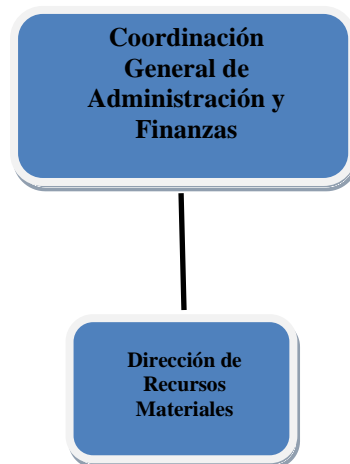 Coordinación
General de
Administración y
Finanzas
Dirección de
Recursos
Materiales